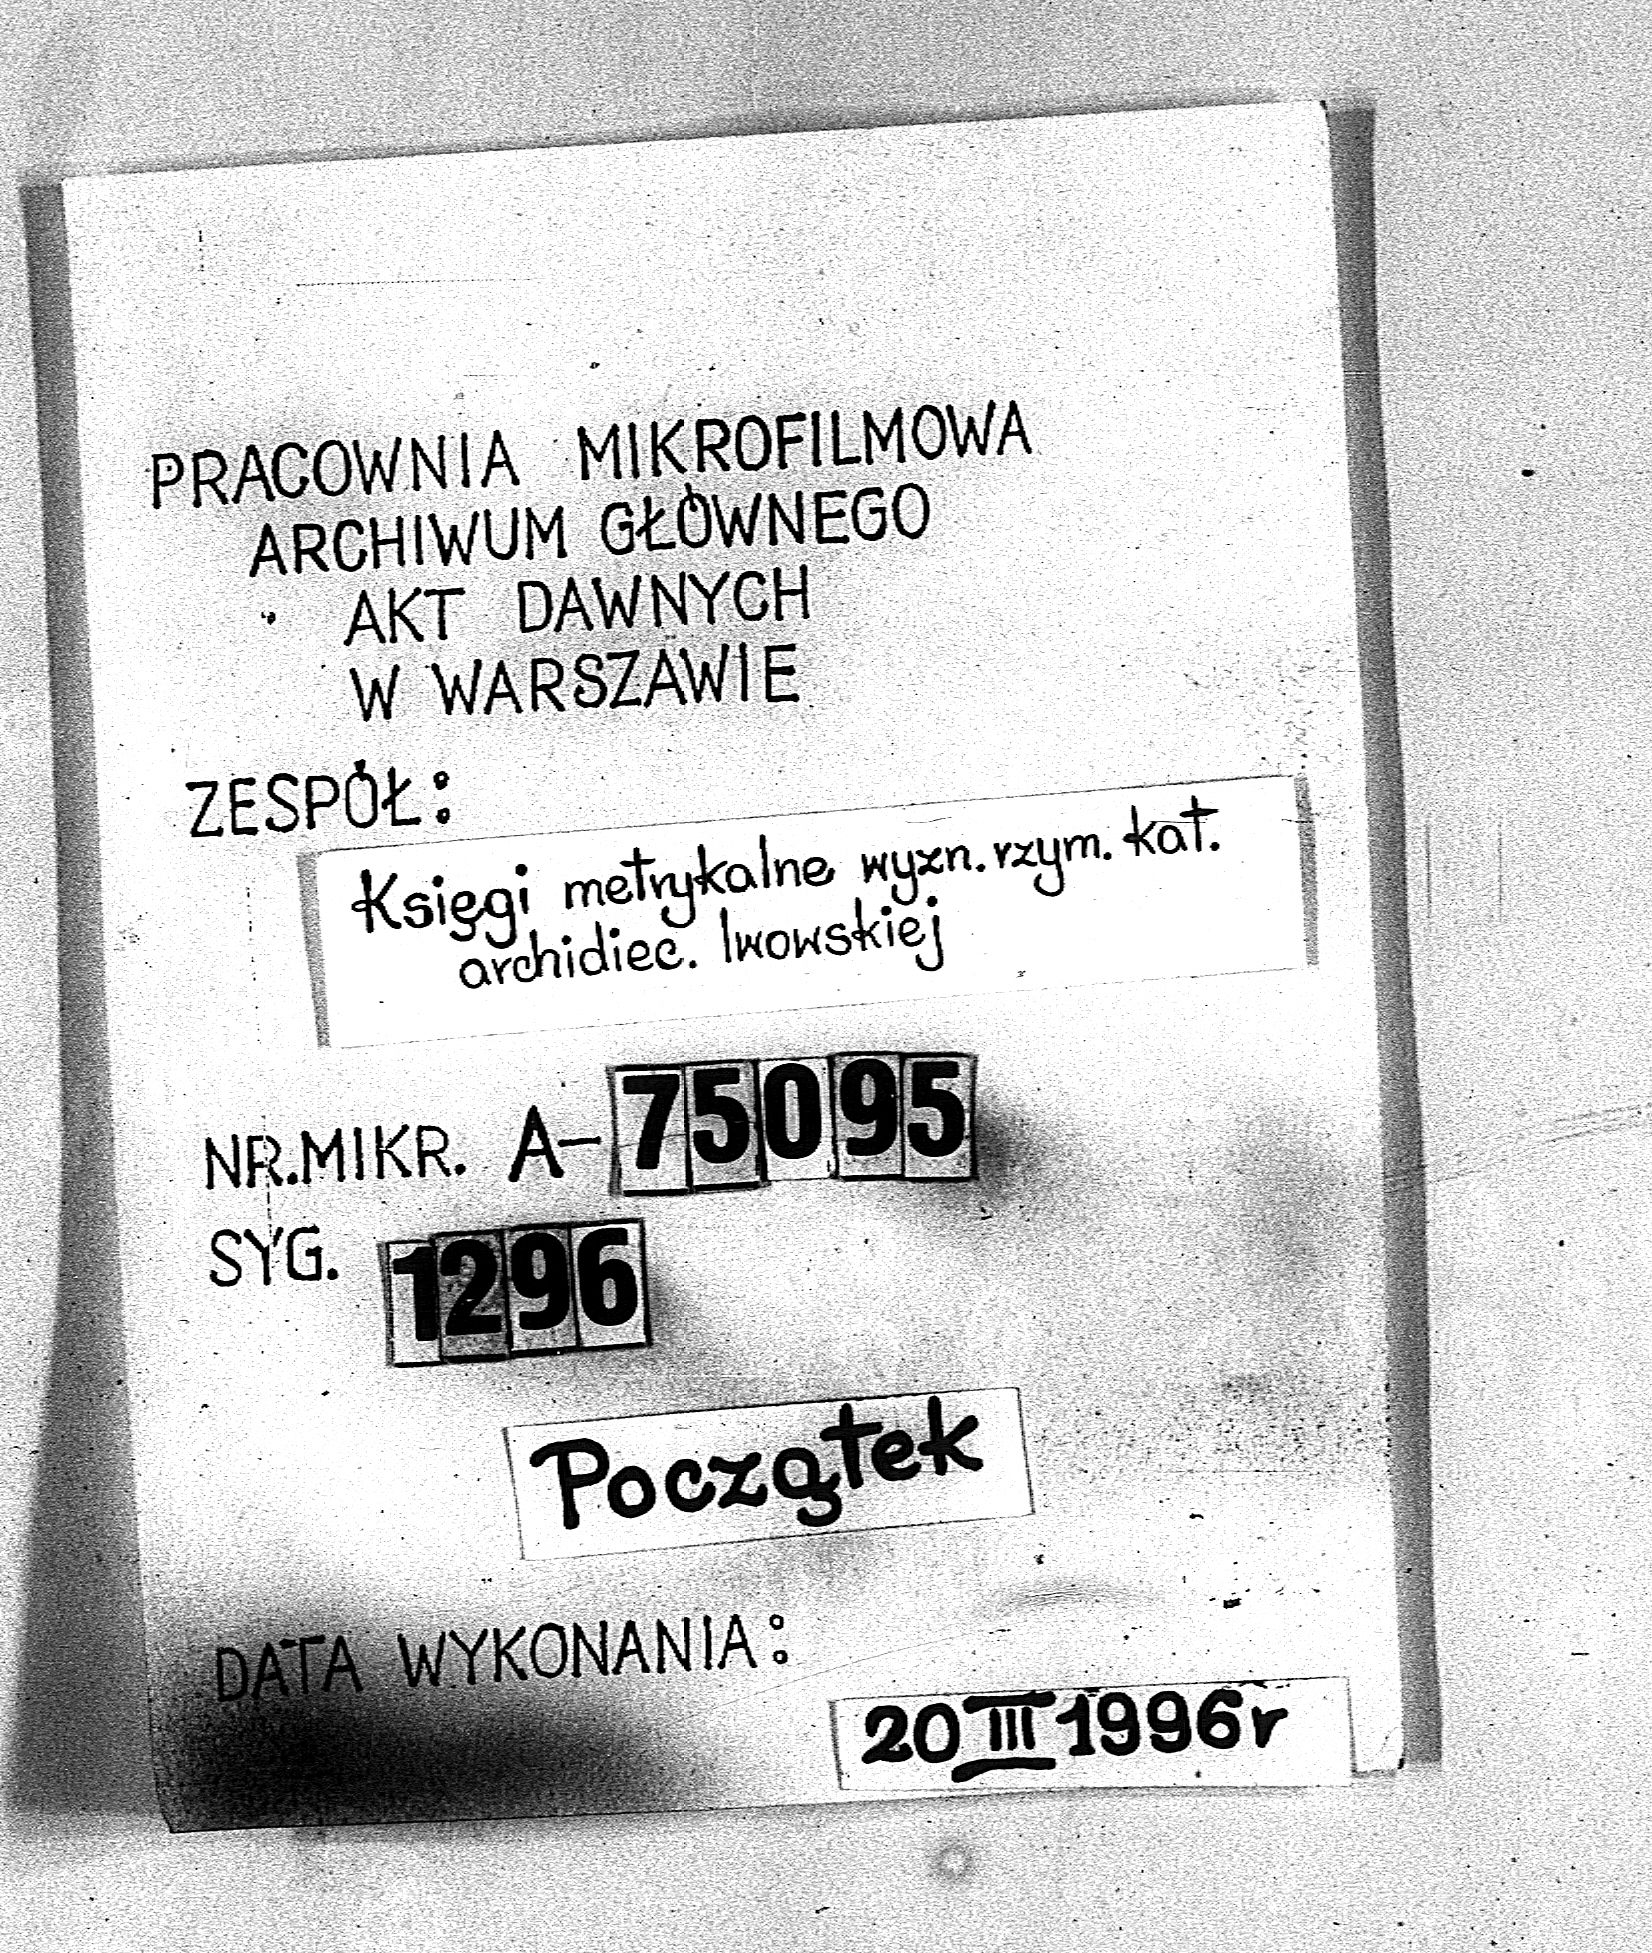 PRACOWNIA MIKROFILMOWA
ARCHIWUM GŁÓWNEGO
AKT DAWNYCH
W WARSZAWIE
ZESPÓŁ:
Księgi metrykalne wyzn. rzym. kat.
archidiec. lwowskiej
NR. MIKR. A-75095
SYG. 1296
Początek
DATA WYKONANIA:
20 III 1996 r